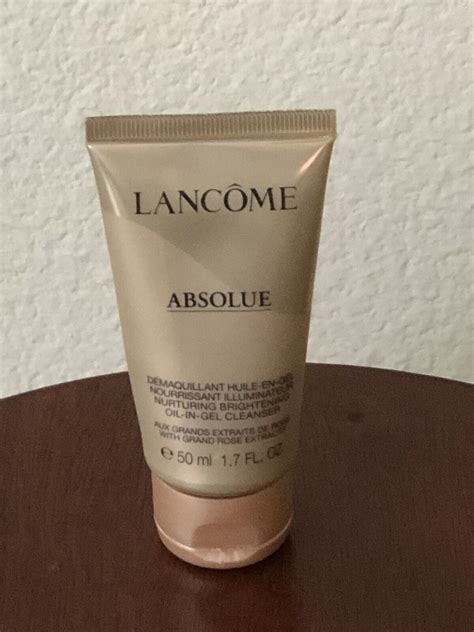 LANCÔME
ABSOLUE
DÉMAQUILLANT HUILE-EN-GEL
NOURRISSANT ILLUMINATEUR
NURTURING BRIGHTENING
OIL-IN-GEL CLEANSER
AUX GRANDS EXTRAITS DE ROSE
WITH GRAND ROSE EXTRACTS
e 50 ml 1.7 FL. OZ.